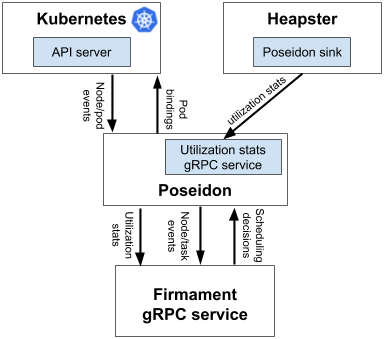 Kubernetes
API server
Heapster
Poseidon sink
Node/pod
events
Pod
bindings
utilization stats
Utilization stats
gRPC service
Poseidon
Utilization
stats
Node/task
events
Scheduling
decisions
Firmament
gRPC service